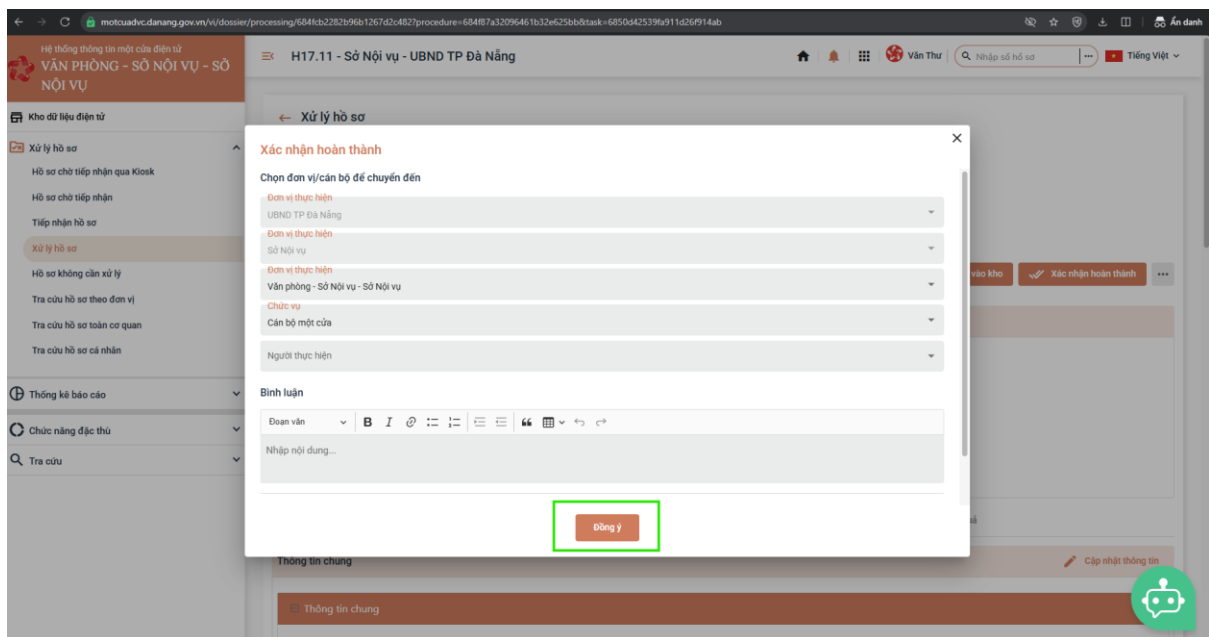 motcuadvc.danang.gov.vn/vi/dossier/processing/684fcb2282b96b1267d2c482?procedure=684f87a32096461b32e625bb&task=6850d42539fa911d26f914ab
Ẩn danh
Hệ thống thông tin một cửa điện tử
VĂN PHÒNG - SỞ NỘI VỤ - SỞ
NỘI VỤ
H17.11 - Sở Nội vụ - UBND TP Đà Nẵng
Văn Thư
Nhập số hồ sơ
Tiếng Việt
Kho dữ liệu điện tử
Xử lý hồ sơ
Hồ sơ chờ tiếp nhận qua Kiosk
Hồ sơ chờ tiếp nhận
Tiếp nhận hồ sơ
Xử lý hồ sơ
Hồ sơ không cần xử lý
Tra cứu hồ sơ theo đơn vị
Tra cứu hồ sơ toàn cơ quan
Tra cứu hồ sơ cá nhân
Thống kê báo cáo
Chức năng đặc thù
Tra cứu
Xử lý hồ sơ
Xác nhận hoàn thành
Chọn đơn vị/cán bộ để chuyển đến
Đơn vị thực hiện
UBND TP Đà Nẵng
Đơn vị thực hiện
Sở Nội vụ
Đơn vị thực hiện
Văn phòng - Sở Nội vụ - Sở Nội vụ
Chức vụ
Cán bộ một cửa
Người thực hiện
Bình luận
Đoạn văn
B I
Nhập nội dung...
Đồng ý
vào kho
Xác nhận hoàn thành
Thông tin chung
Cập nhật thông tin
Thông tin chung